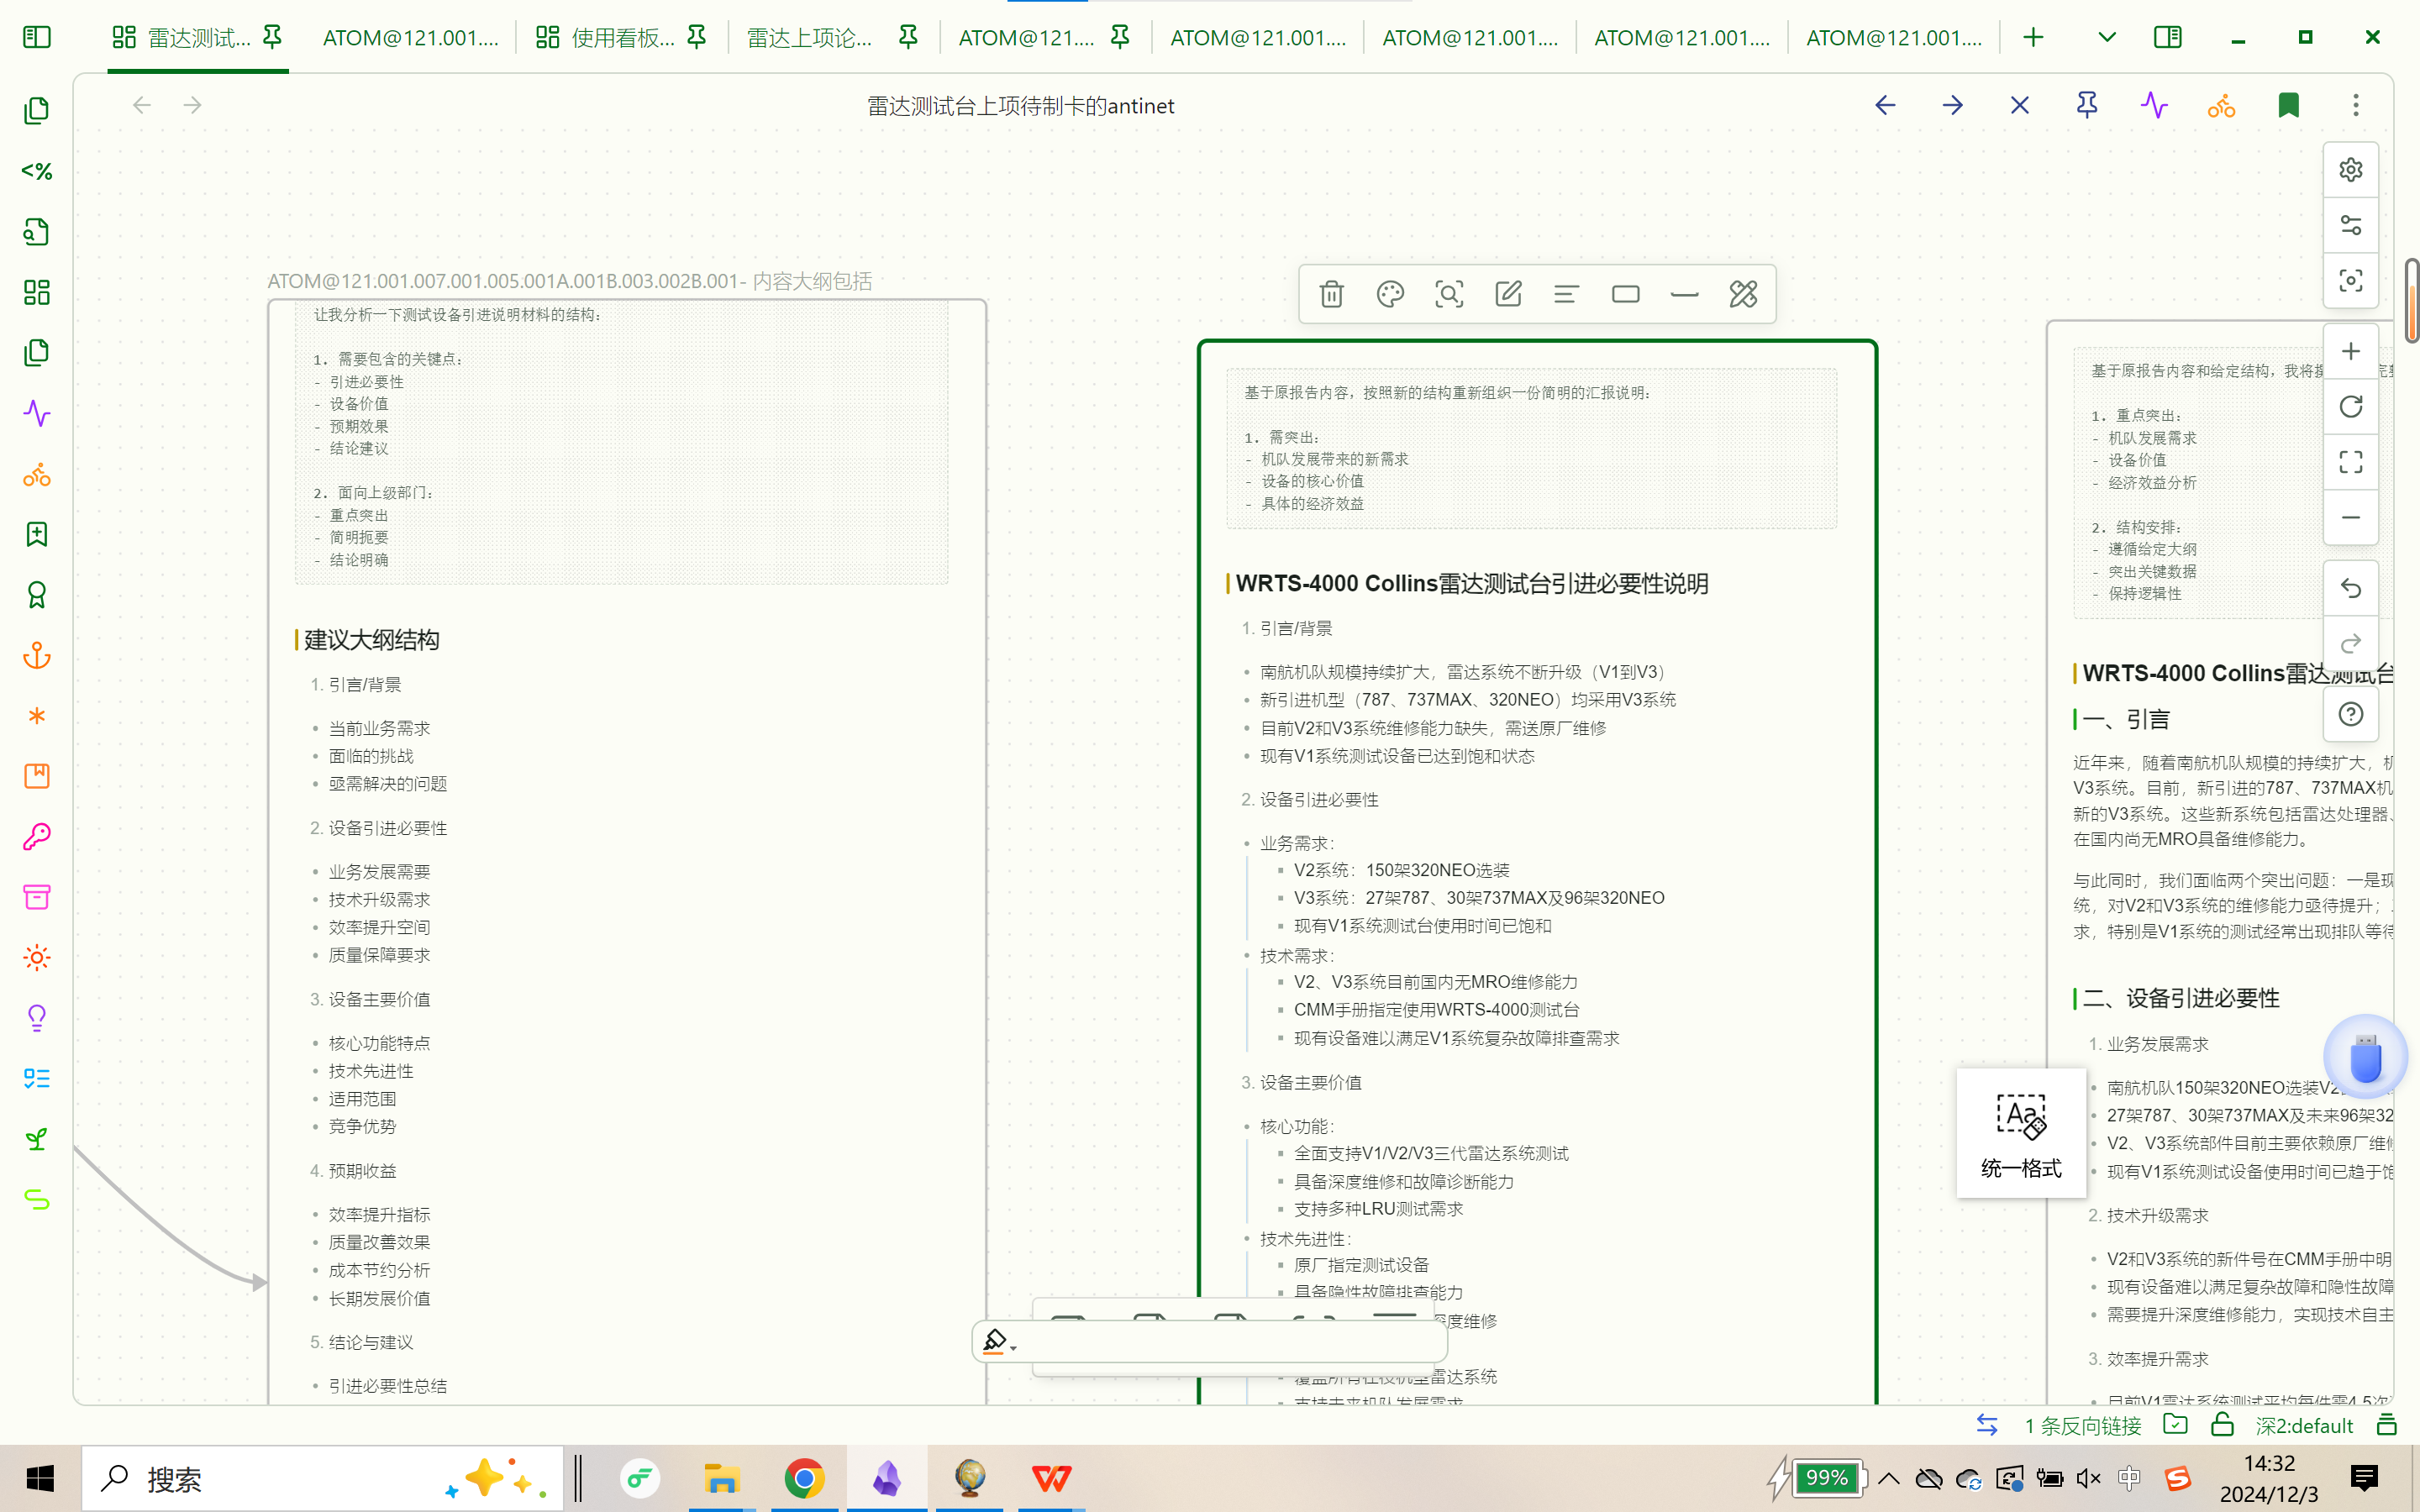 雷达测试...
ATOM@121.001....
使用看板...
雷达上项论...
ATOM@121....
ATOM@121.001....
ATOM@121.001....
ATOM@121.001....
ATOM@121.001....
雷达测试台上项待制卡的antinet
<%
ATOM@121.001.007.001.005.001A.001B.003.002B.001- 内容大纲包括
让我分析一下测试设备引进说明材料的结构:
1. 需要包含的关键点:
- 引进必要性
- 设备价值
- 预期效果
- 结论建议
2. 面向上级部门:
- 重点突出
- 简明扼要
- 结论明确
建议大纲结构
1. 引言/背景
• 当前业务需求
• 面临的挑战
• 亟需解决的问题
2. 设备引进必要性
• 业务发展需要
• 技术升级需求
• 效率提升空间
• 质量保障要求
3. 设备主要价值
• 核心功能特点
• 技术先进性
• 适用范围
• 竞争优势
4. 预期收益
• 效率提升指标
• 质量改善效果
• 成本节约分析
• 长期发展价值
5. 结论与建议
• 引进必要性总结
基于原报告内容，按照新的结构重新组织一份简明的汇报说明:
1. 需突出:
- 机队发展带来的新需求
- 设备的核心价值
- 具体的经济效益
WRTS-4000 Collins雷达测试台引进必要性说明
1. 引言/背景
• 南航机队规模持续扩大，雷达系统不断升级（V1到V3）
• 新引进机型（787、737MAX、320NEO）均采用V3系统
• 目前V2和V3系统维修能力缺失，需送原厂维修
• 现有V1系统测试设备已达到饱和状态
2. 设备引进必要性
• 业务需求：
▪ V2系统：150架320NEO选装
▪ V3系统：27架787、30架737MAX及96架320NEO
▪ 现有V1系统测试台使用时间已饱和
• 技术需求：
▪ V2、V3系统目前国内无MRO维修能力
▪ CMM手册指定使用WRTS-4000测试台
▪ 现有设备难以满足V1系统复杂故障排查需求
3. 设备主要价值
• 核心功能：
▪ 全面支持V1/V2/V3三代雷达系统测试
▪ 具备深度维修和故障诊断能力
▪ 支持多种LRU测试需求
• 技术先进性：
▪ 原厂指定测试设备
▪ 具备隐性故障排查能力
深度维修
▪ 覆盖所有在役机型雷达系统
▪ 支持未来机队发展需求
基于原报告内容和给定结构，我将
1. 重点突出:
- 机队发展需求
- 设备价值
- 经济效益分析
2. 结构安排:
- 遵循给定大纲
- 突出关键数据
- 保持逻辑性
WRTS-4000 Collins雷达测试台
一、引言
近年来，随着南航机队规模的持续扩大，机
V3系统。目前，新引进的787、737MAX机
新的V3系统。这些新系统包括雷达处理器、
在国内尚无MRO具备维修能力。
与此同时，我们面临两个突出问题：一是现
统，对V2和V3系统的维修能力亟待提升；
求，特别是V1系统的测试经常出现排队等待
二、设备引进必要性
1. 业务发展需求
• 南航机队150架320NEO选装V2
• 27架787、30架737MAX及未来96架32
• V2、V3系统部件目前主要依赖原厂维修
• 现有V1系统测试设备使用时间已趋于饱
2. 技术升级需求
• V2和V3系统的新件号在CMM手册中明
• 现有设备难以满足复杂故障和隐性故障
• 需要提升深度维修能力，实现技术自主
3. 效率提升需求
• 目前V1雷达系统测试平均每件需4.5次
Aa
统一格式
1 条反向链接
深2:default
搜索
99%
中
14:32
2024/12/3